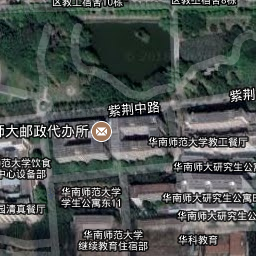 区教工宿舍10栋
区教工宿舍8栋
紫荆中路
紫荆
师大邮政代办所
华南师范大学教工餐厅
师范大学饮食
中心设备部
华南师大研究生公寓
华南师范大学
学生公寓东11
华南师大研究生公寓
园清真餐厅
华南师大研究生公寓
华南师范大学
继续教育住宿部
华科教育